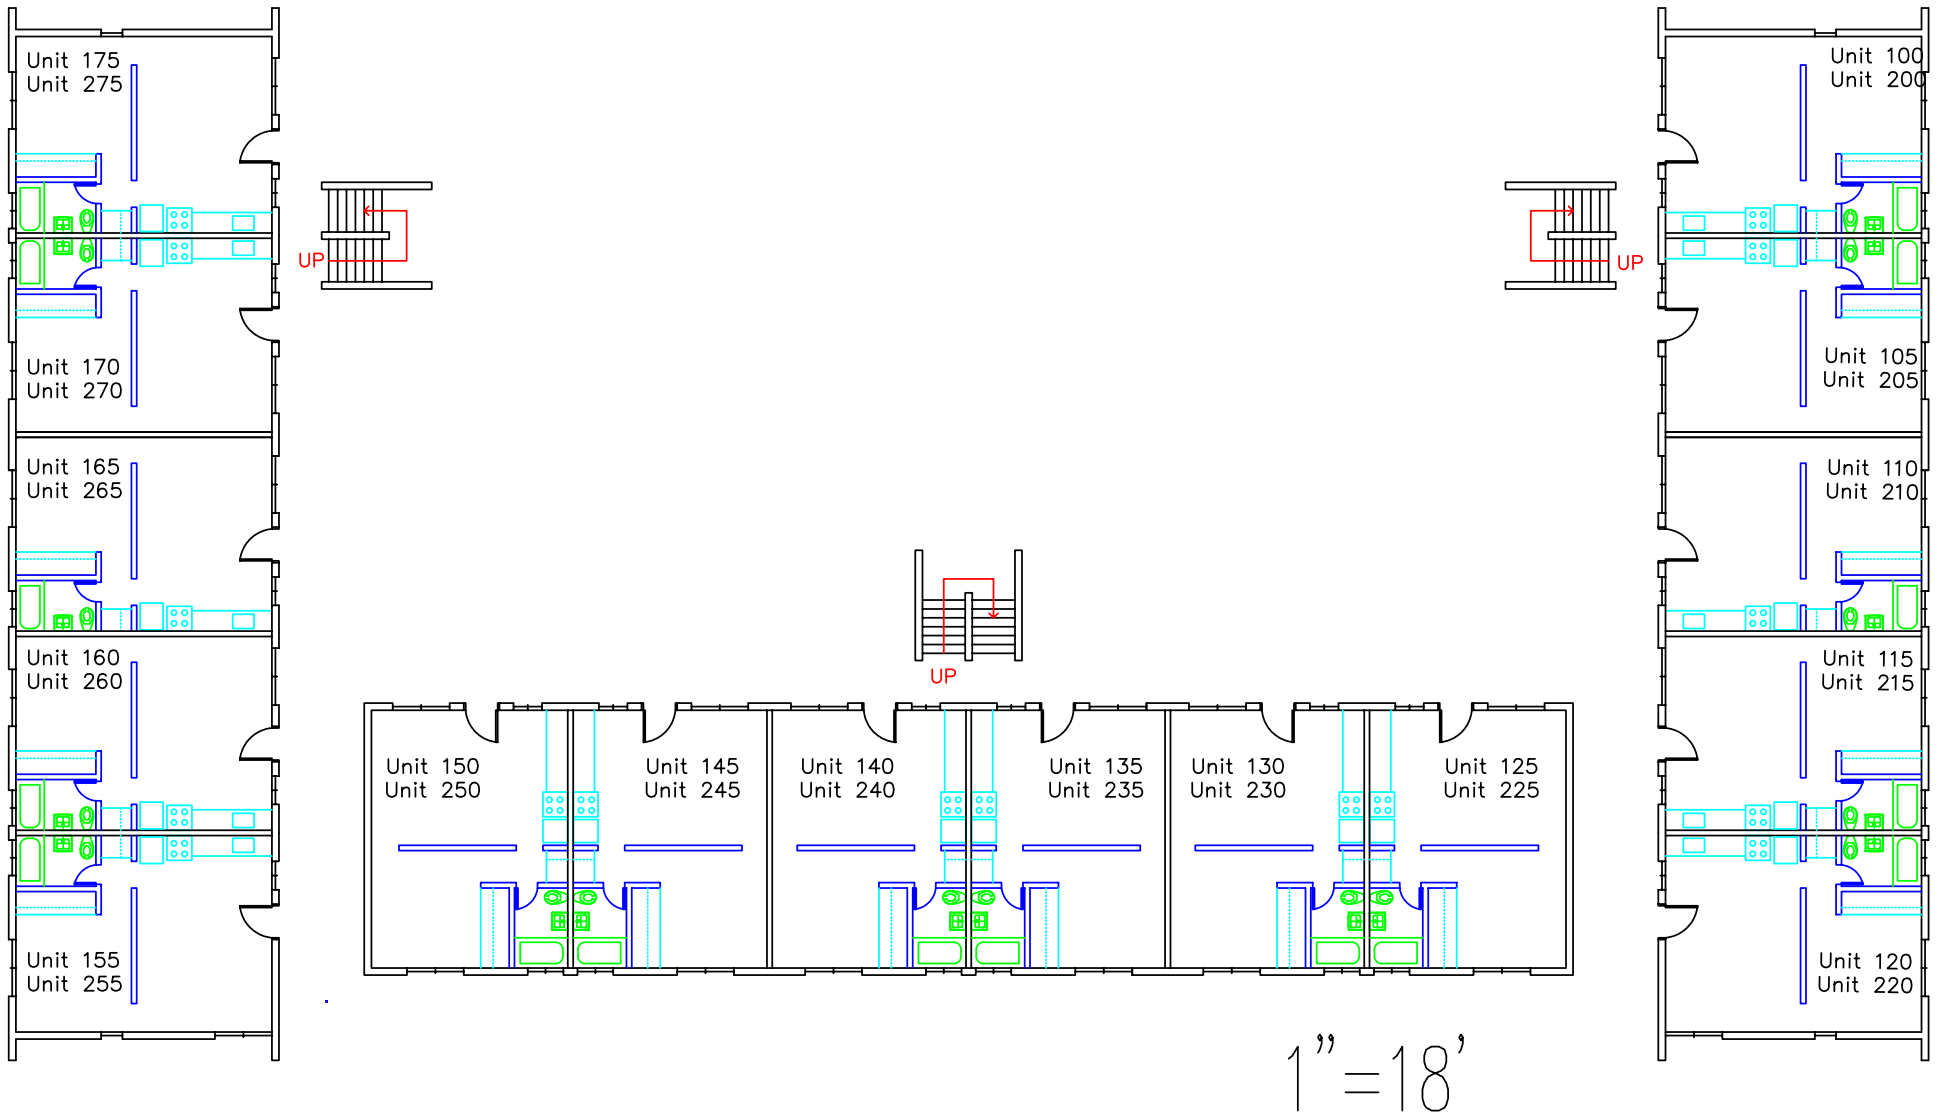 Unit 175
Unit 275
Unit 100
Unit 200
UP
UP
Unit 170
Unit 270
Unit 105
Unit 205
Unit 165
Unit 265
Unit 110
Unit 210
Unit 160
Unit 260
Unit 115
Unit 215
UP
Unit 150
Unit 250
Unit 145
Unit 245
Unit 140
Unit 240
Unit 135
Unit 235
Unit 130
Unit 230
Unit 125
Unit 225
Unit 155
Unit 255
Unit 120
Unit 220
1”=18’